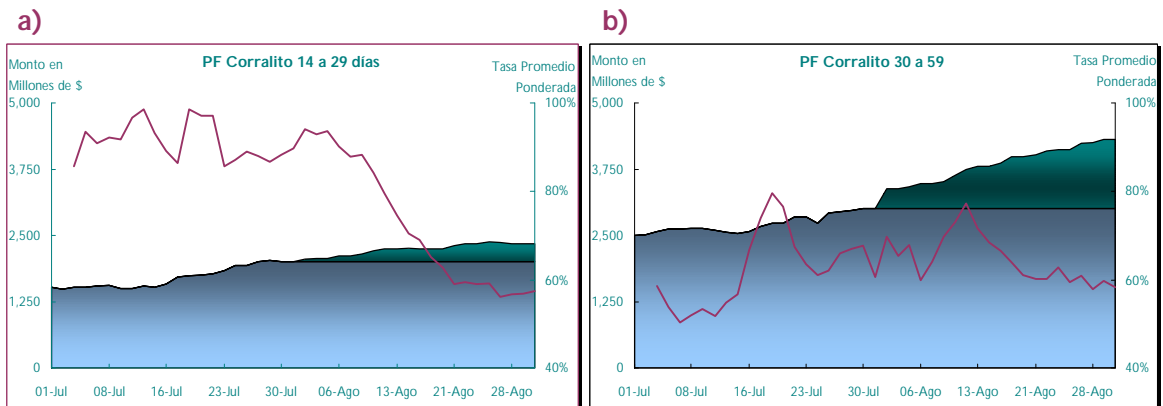 a)
PF Corralito 14 a 29 días
Monto en
Millones de $
Tasa Promedio
Ponderada
5,000
3,750
2,500
1,250
0
100%
80%
60%
40%
01-Jul 08-Jul 16-Jul 23-Jul 30-Jul 06-Ago 13-Ago 21-Ago 28-Ago
b)
PF Corralito 30 a 59
Monto en
Millones de $
Tasa Promedio
Ponderada
5,000
3,750
2,500
1,250
0
100%
80%
60%
40%
01-Jul 08-Jul 16-Jul 23-Jul 30-Jul 06-Ago 13-Ago 21-Ago 28-Ago